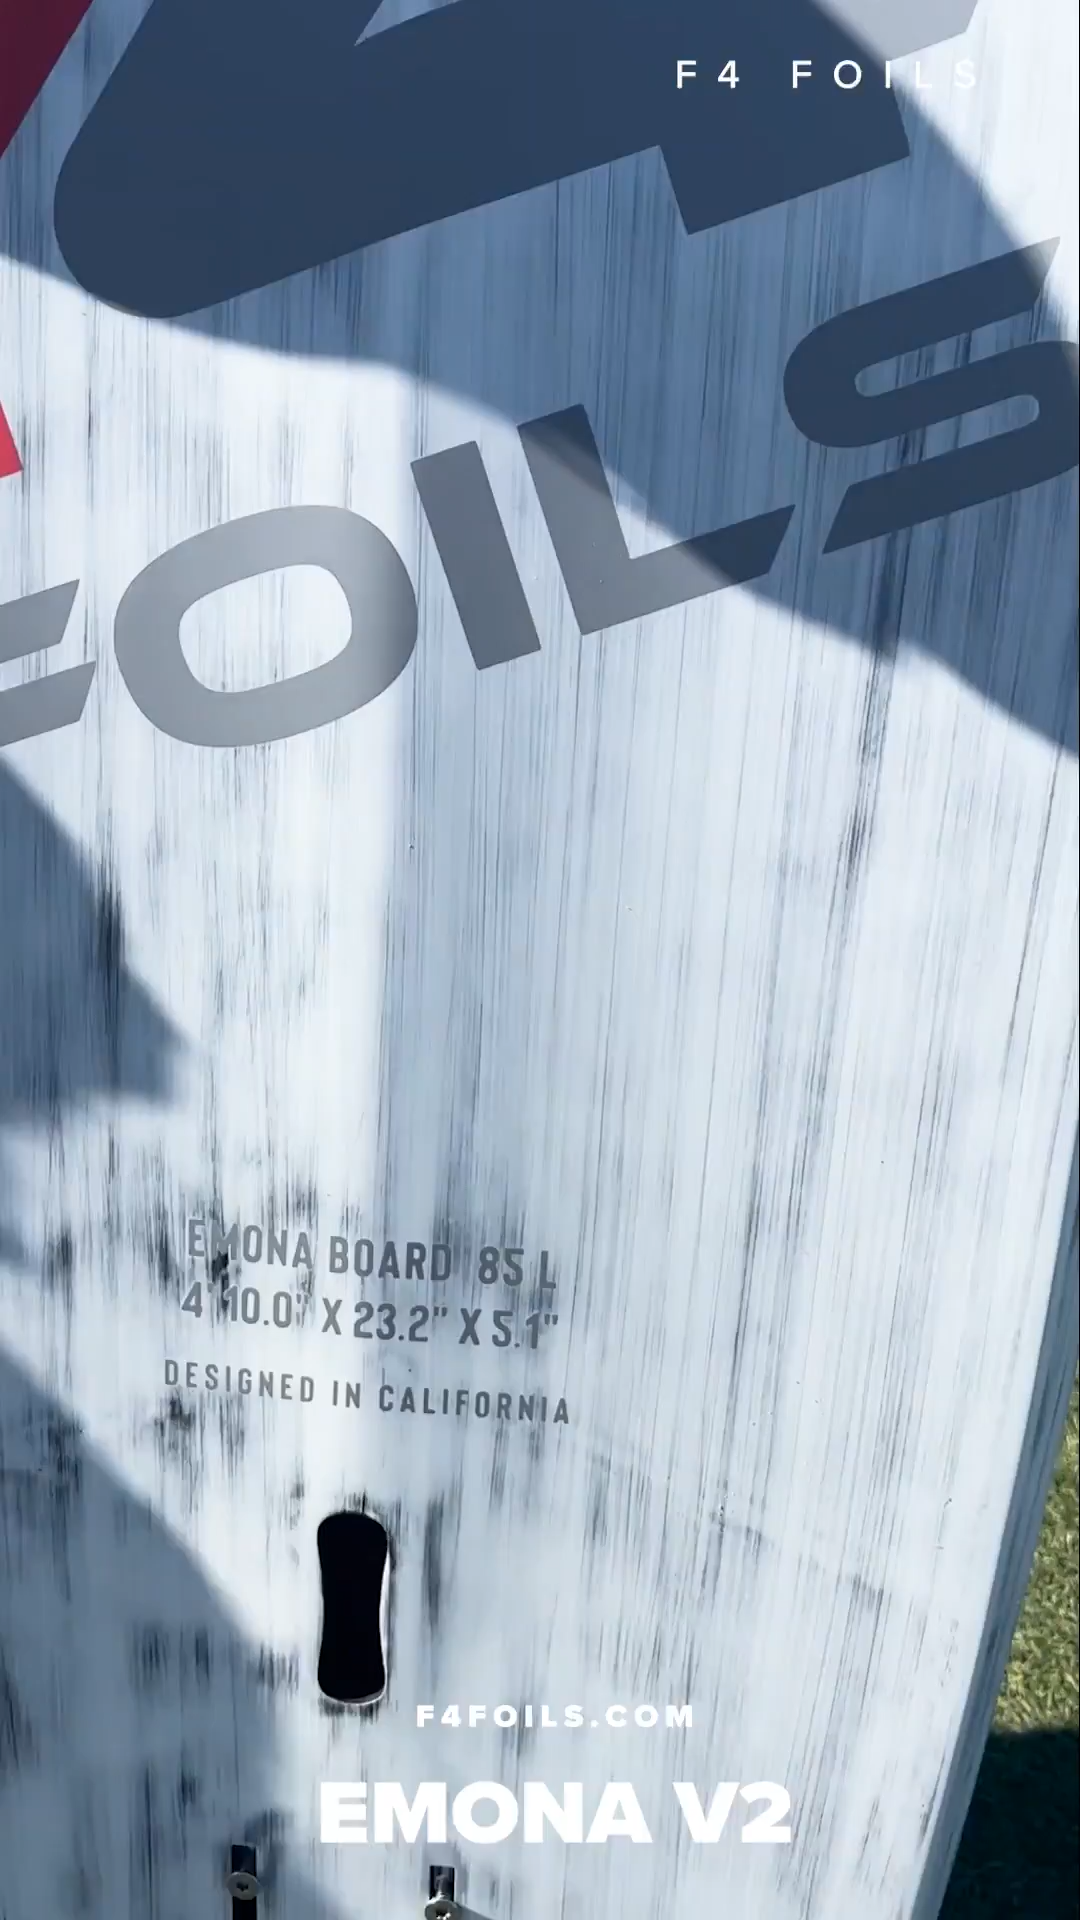 F4 FOILS
FOILS
EMONA BOARD 85 L
4' 10.0" X 23.2" X 5.1"
DESIGNED IN CALIFORNIA
F4FOILS.COM
EMONA V2